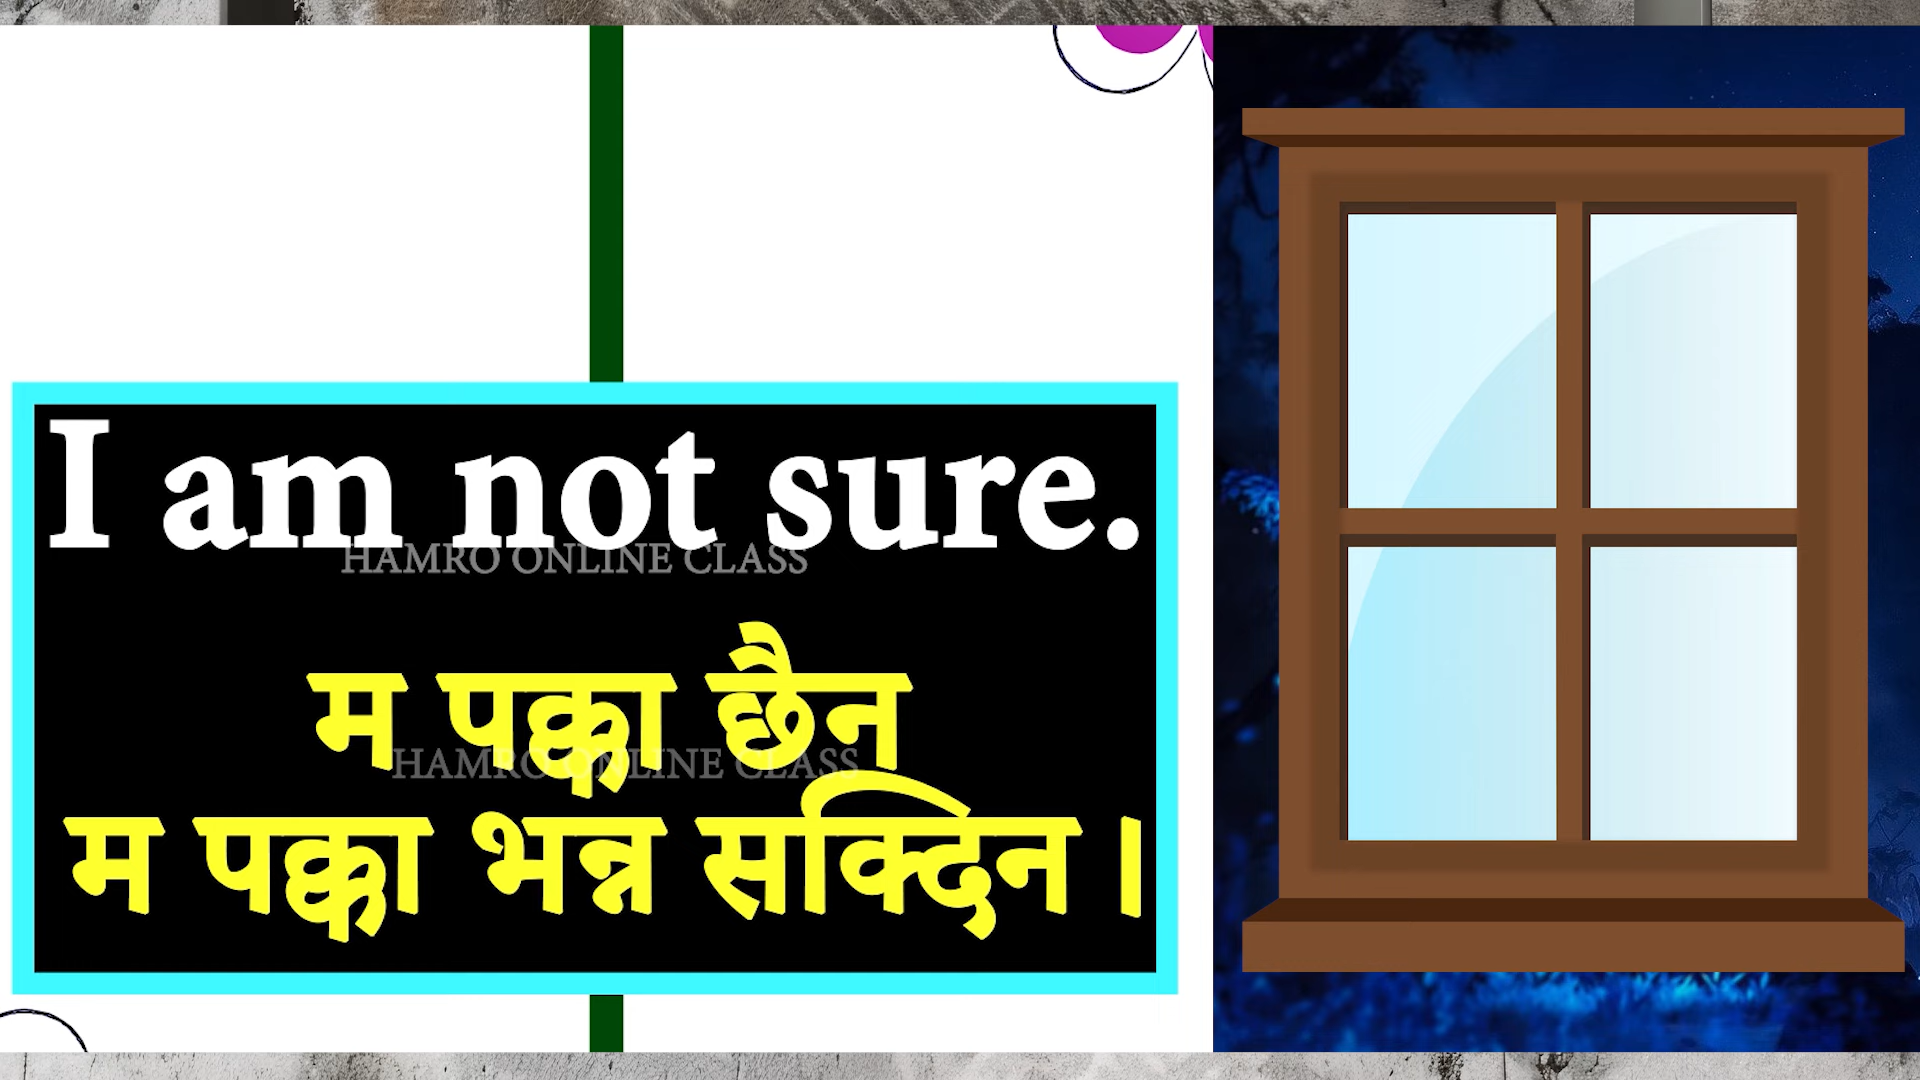 I am not sure.
HAMRO ONLINE CLASS
म पक्का छैन
HAMRO ONLINE CLASS
म पक्का भन्न सक्दिन ।